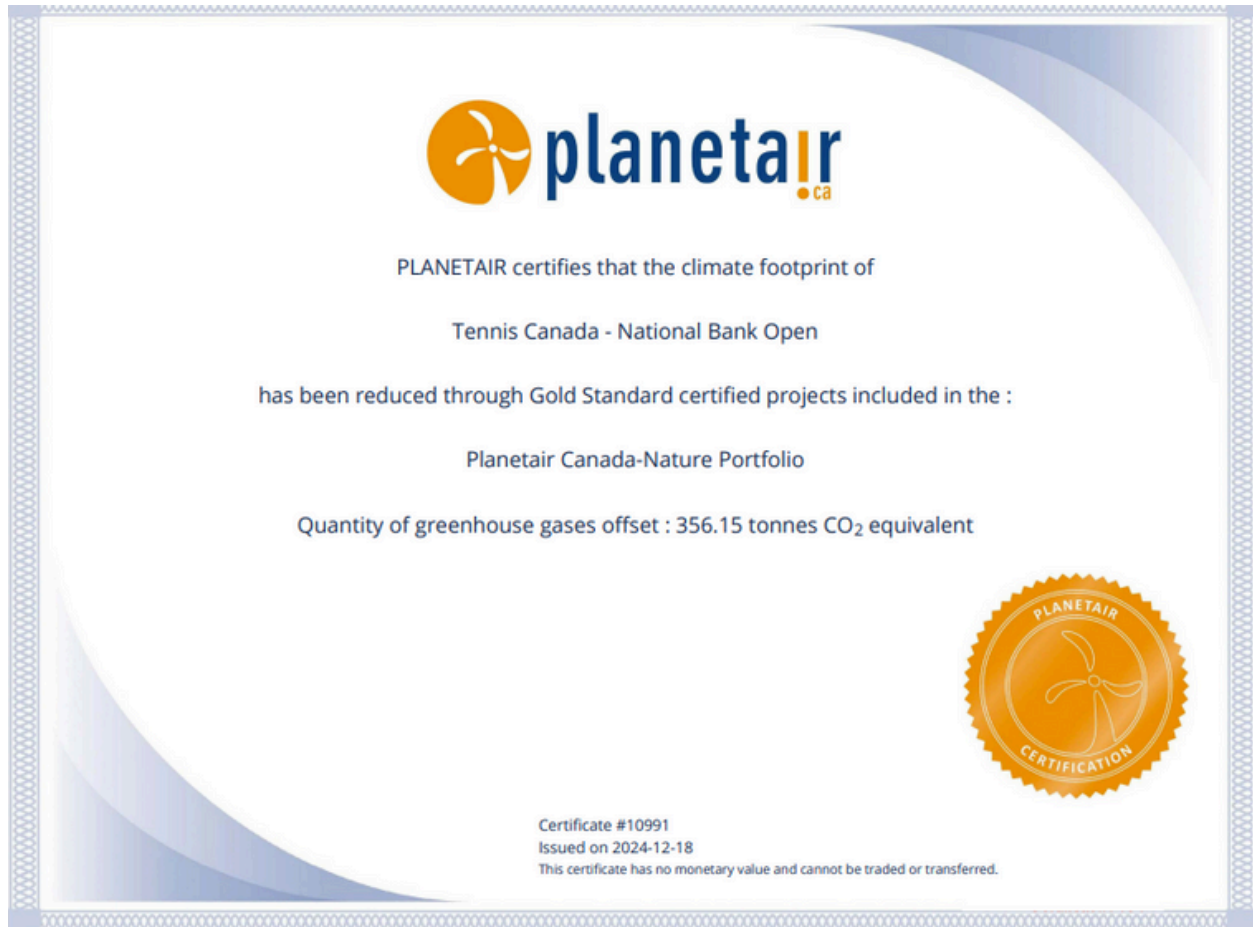 planetair
.ca
PLANETAIR certifies that the climate footprint of
Tennis Canada - National Bank Open
has been reduced through Gold Standard certified projects included in the :
Planetair Canada-Nature Portfolio
Quantity of greenhouse gases offset : 356.15 tonnes CO₂ equivalent
PLANETAIR
CERTIFICATION
Certificate #10991
Issued on 2024-12-18
This certificate has no monetary value and cannot be traded or transferred.